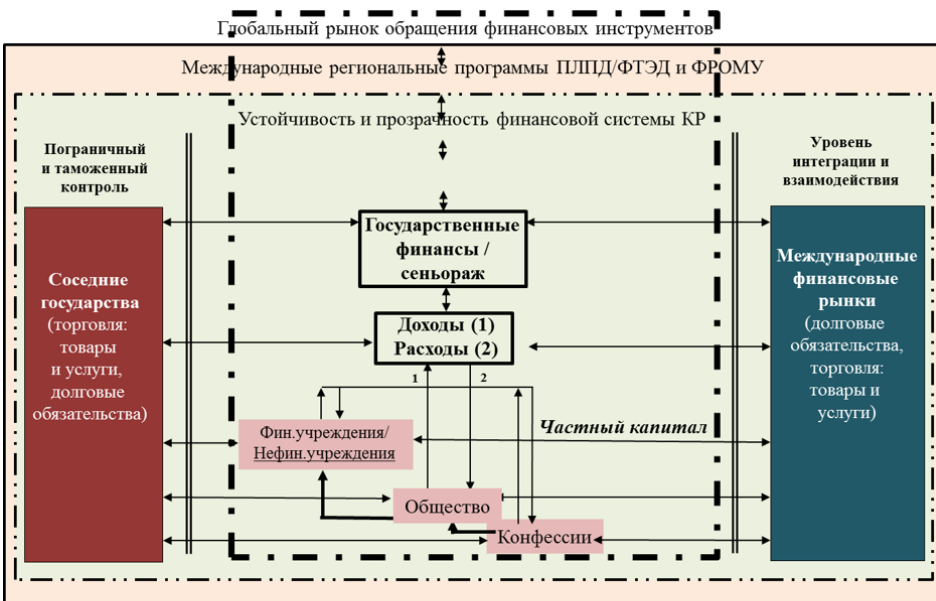 Глобальный рынок обращения финансовых инструментов
Международные региональные программы ПЛПД/ФТЭД и ФРОМУ
Устойчивость и прозрачность финансовой системы КР
Пограничный
и таможенный
контроль
Уровень
интеграции и
взаимодействия
Соседние
государства
(торговля:
товары
и услуги,
долговые
обязательства)
Государственные
финансы /
сеньораж
Доходы (1)
Расходы (2)
1
2
Международные
финансовые
рынки
(долговые
обязательства,
торговля:
товары и
услуги)
Частный капитал
Фин.учреждения/
Нефин.учреждения
Общество
Конфессии